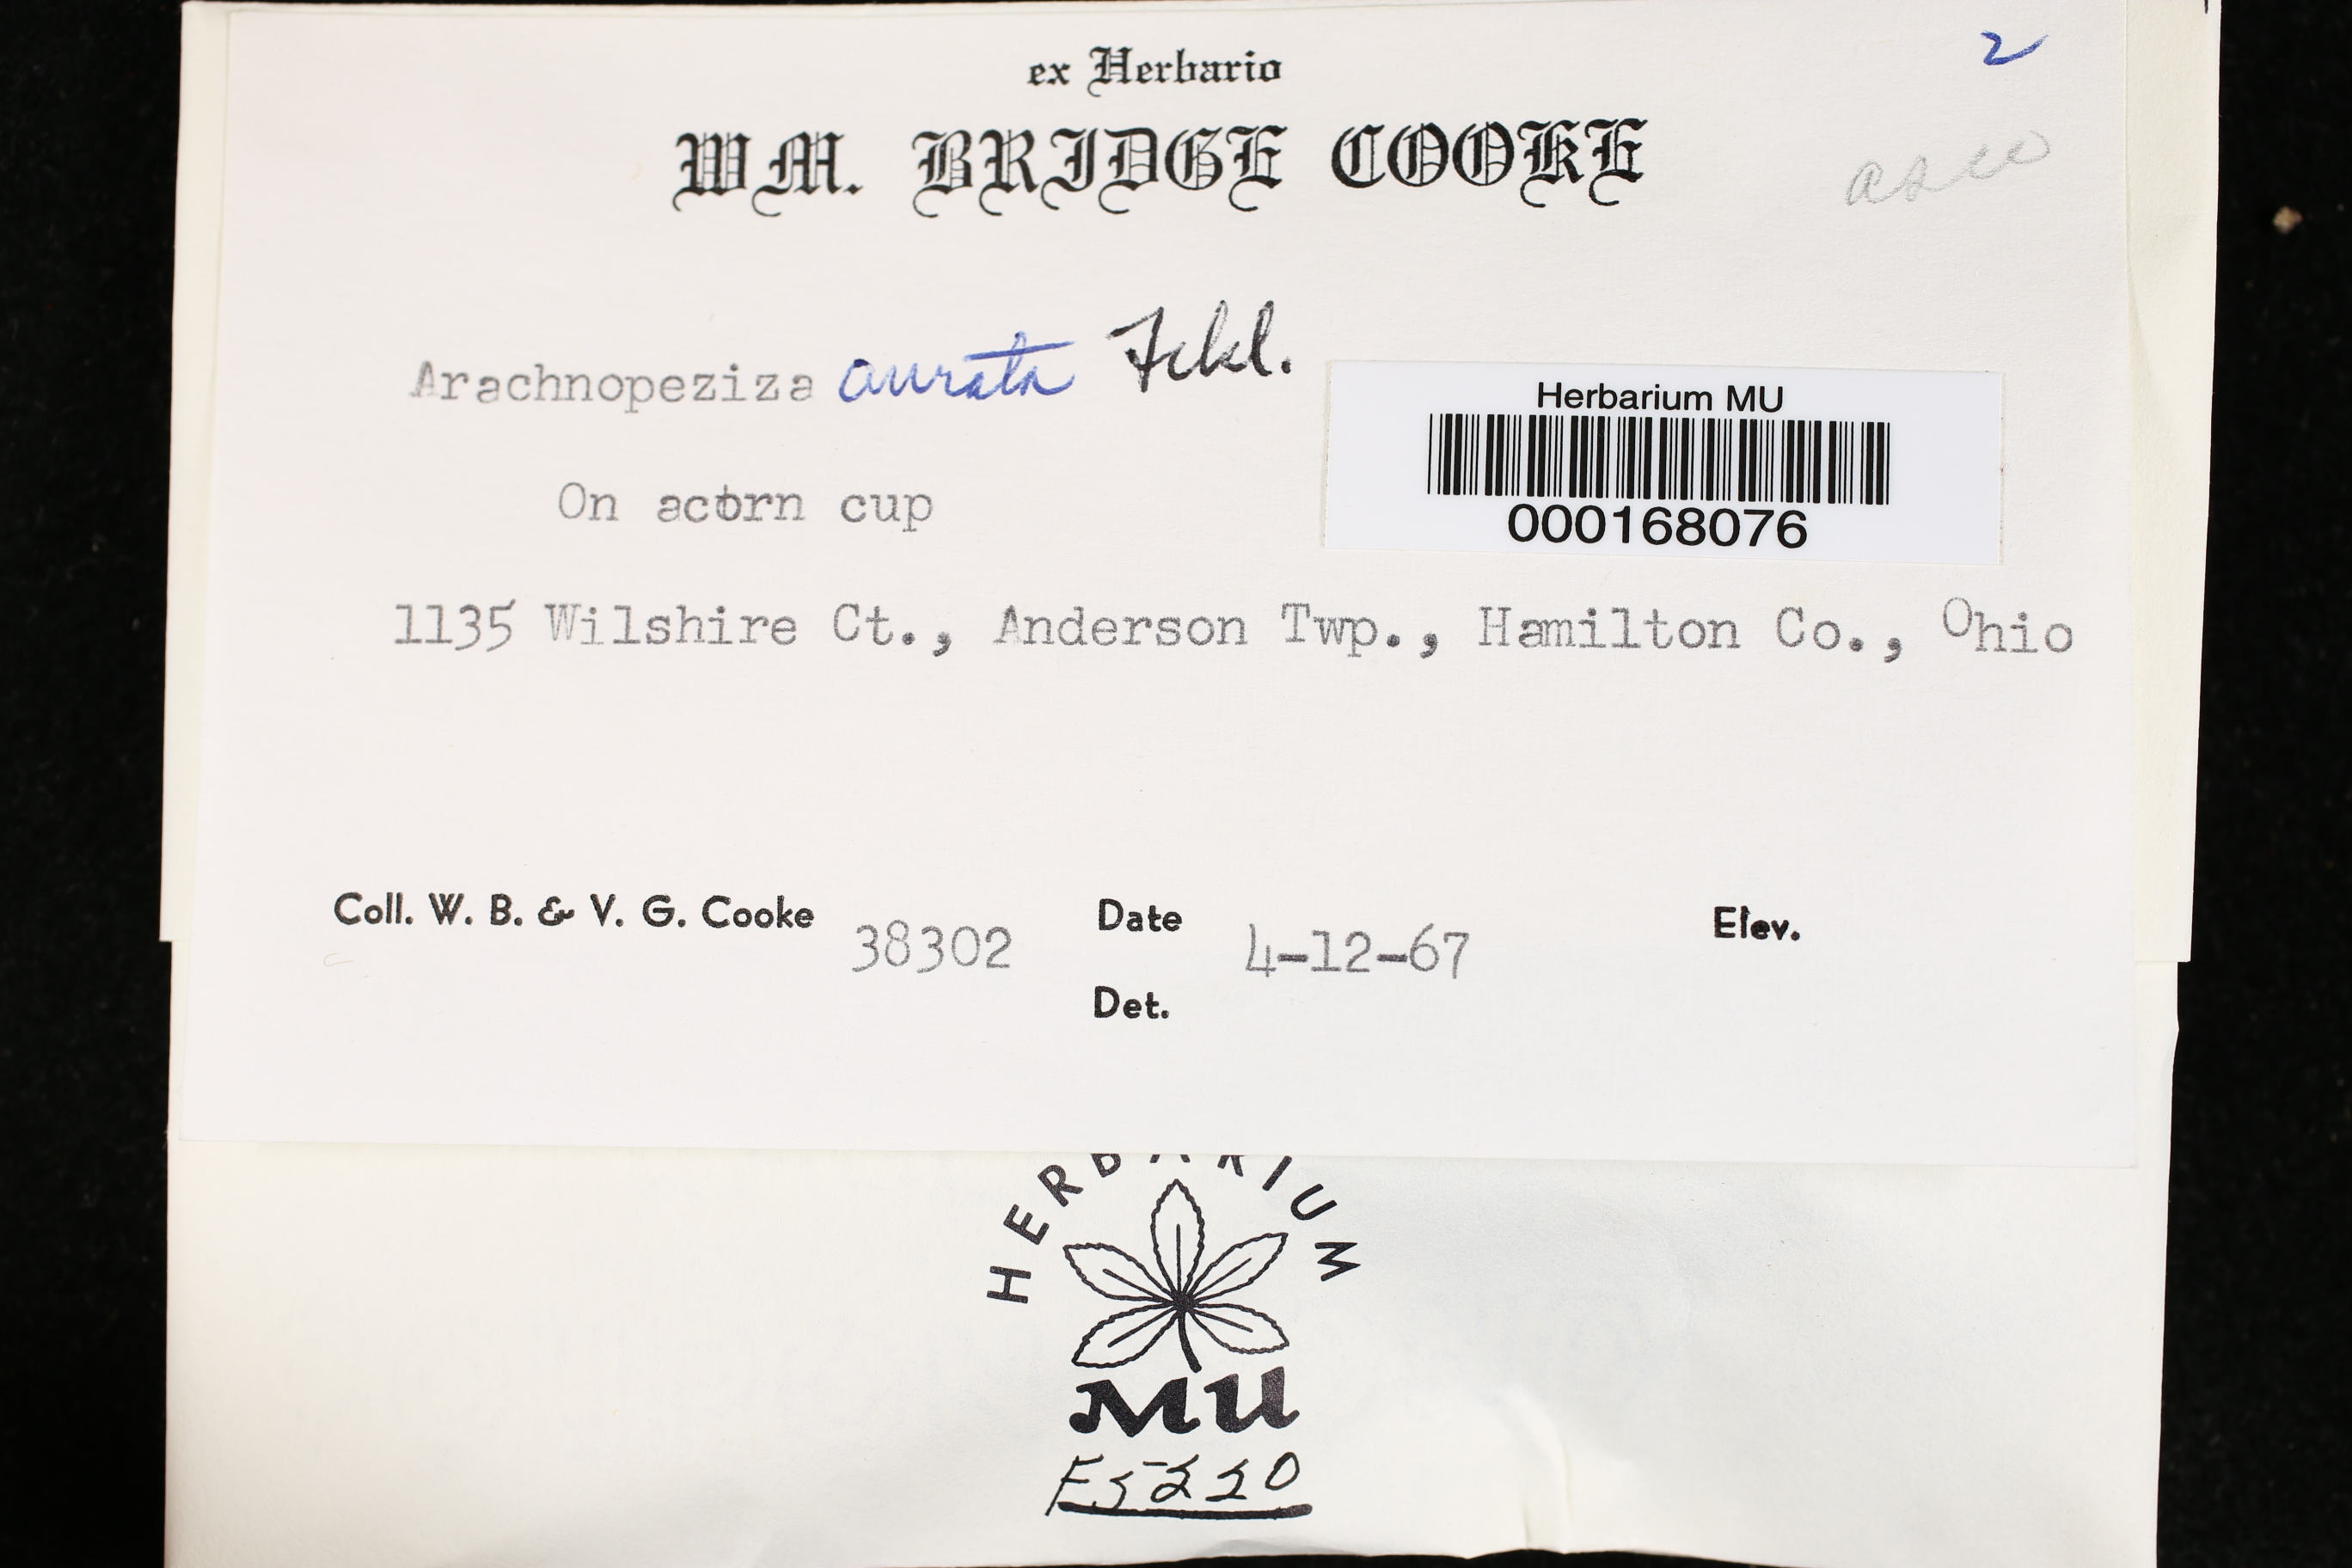 2
ex Herbario
WM. BRIDGE COOKE
asco
Arachnopeziza aurata Fckl.
Herbarium MU
000168076
On acorn cup
1135 Wilshire Ct., Anderson Twp., Hamilton Co., Ohio
Coll. W. B. & V. G. Cooke 38302 Date 4-12-67 Elev.
Det.
HERBARIUM
MU